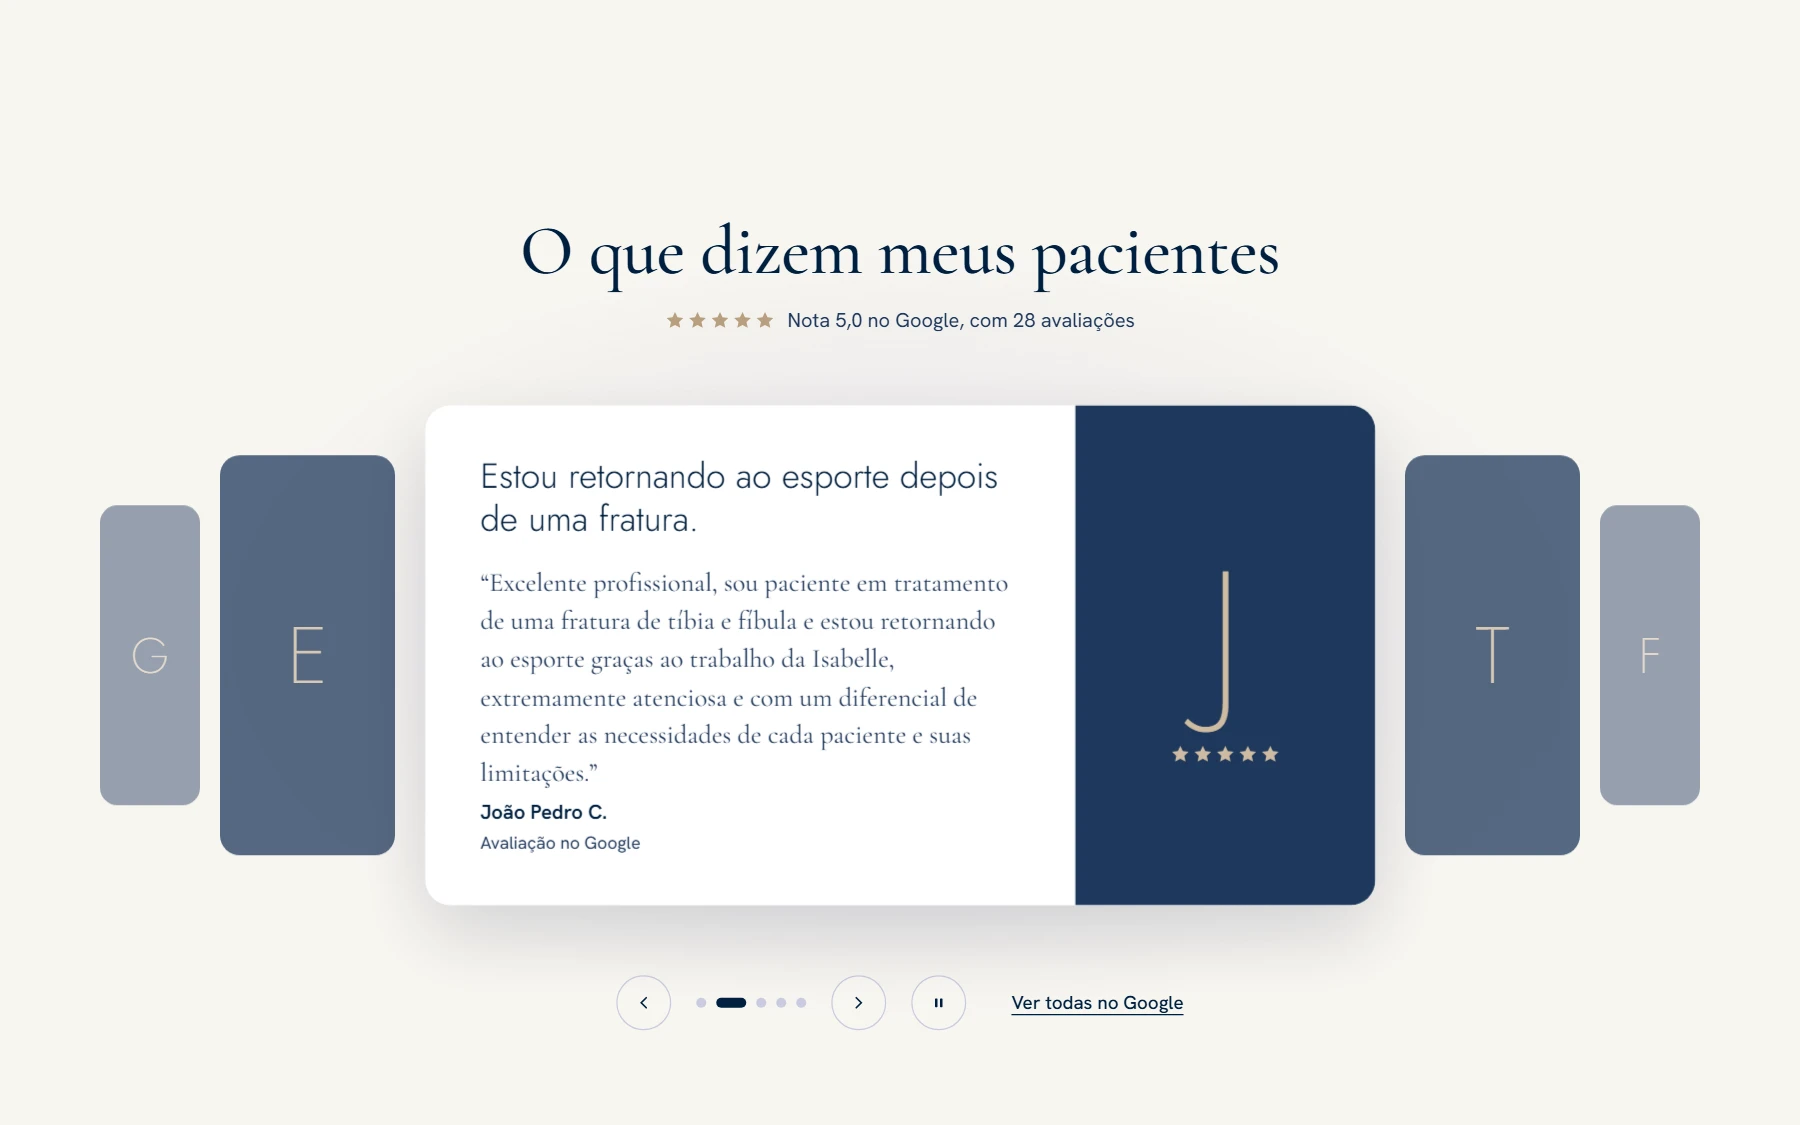 O que dizem meus pacientes
Nota 5,0 no Google, com 28 avaliações
G
E
Estou retornando ao esporte depois
de uma fratura.
“Excelente profissional, sou paciente em tratamento
de uma fratura de tíbia e fíbula e estou retornando
ao esporte graças ao trabalho da Isabelle,
extremamente atenciosa e com um diferencial de
entender as necessidades de cada paciente e suas
limitações.”
João Pedro C.
Avaliação no Google
J
T
F
Ver todas no Google